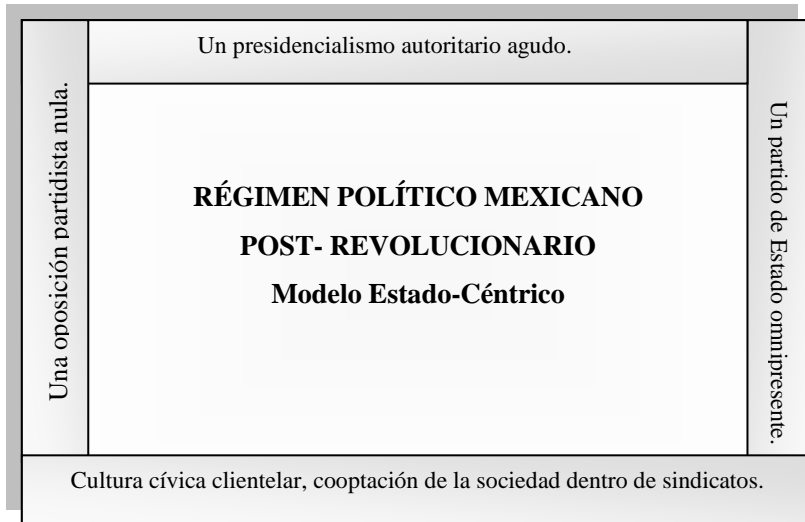 Un presidencialismo autoritario agudo.
Una oposición partidista nula.
RÉGIMEN POLÍTICO MEXICANO
POST- REVOLUCIONARIO
Modelo Estado-Céntrico
Un partido de Estado omnipresente.
Cultura cívica clientelar, cooptación de la sociedad dentro de sindicatos.